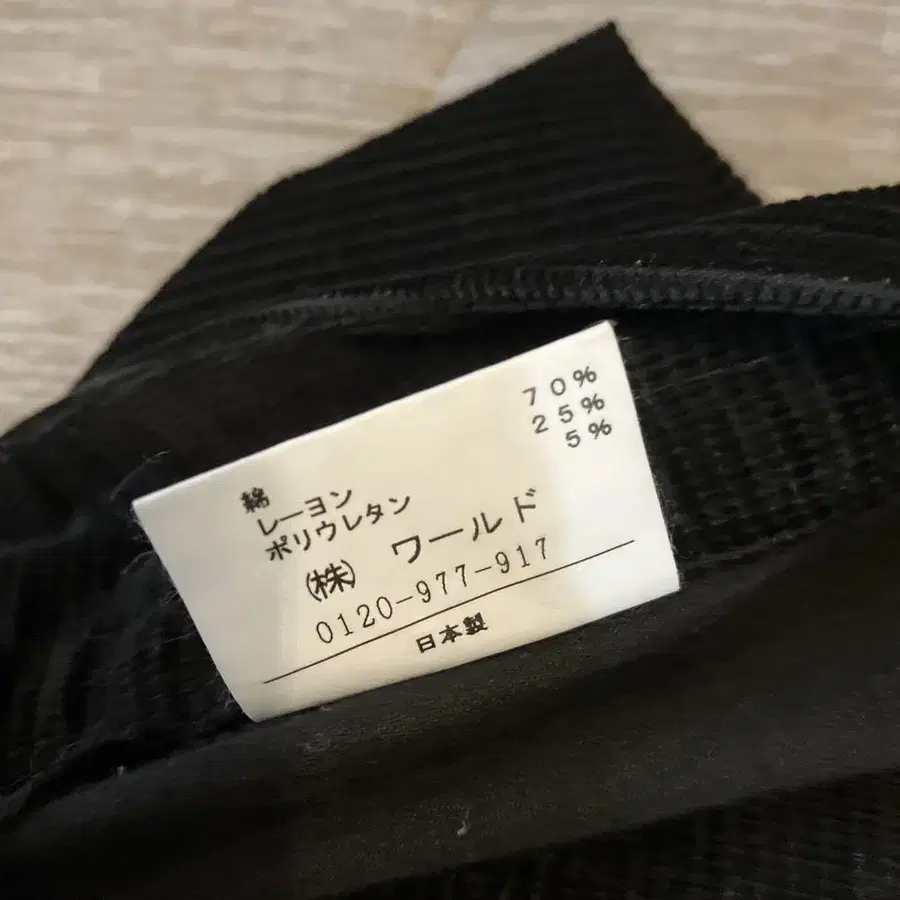 綿 70%
レーヨン 25%
ポリウレタン 5%
(株) ワールド
0120-977-917
日本製